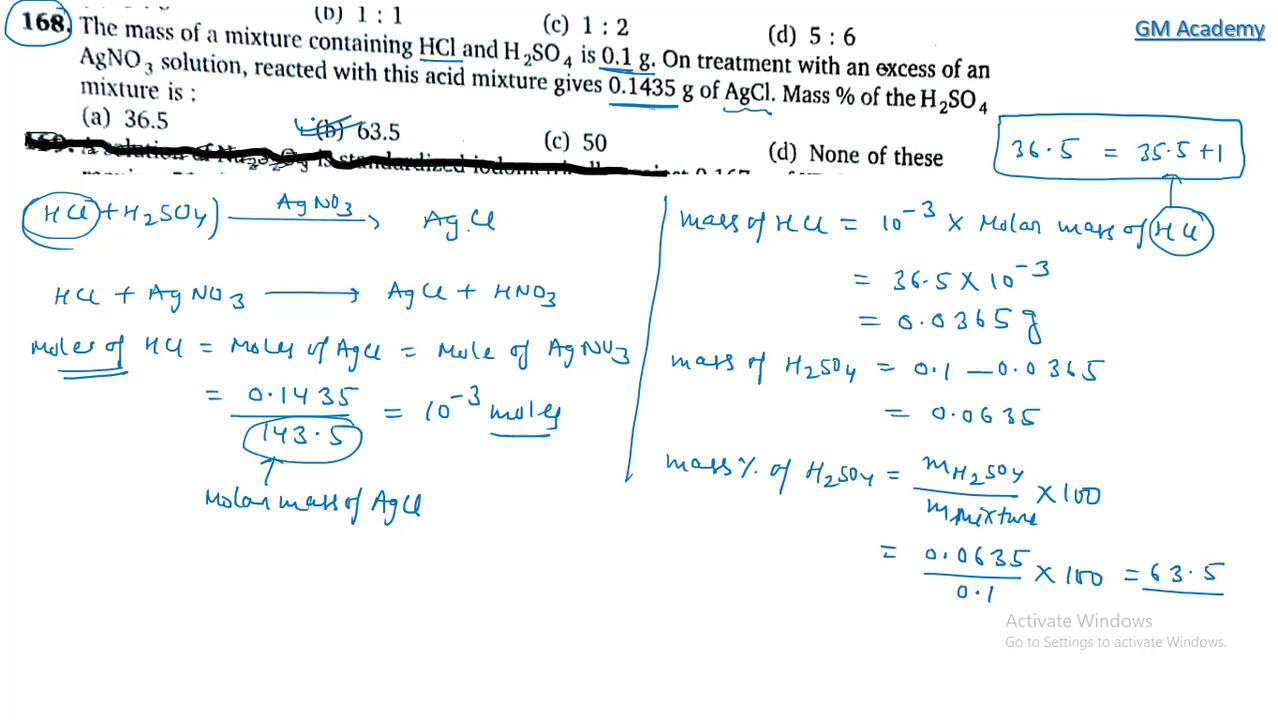 (b) 1 : 1
(c) 1 : 2
(d) 5 : 6
GM Academy
168. The mass of a mixture containing HCl and H₂SO₄ is 0.1 g. On treatment with an excess of an
AgNO₃ solution, reacted with this acid mixture gives 0.1435 g of AgCl. Mass % of the H₂SO₄
mixture is :
(a) 36.5
(b) 63.5
(c) 50
(d) None of these
36.5 = 35.5+1
HCl + H₂SO₄) AgNO₃ → AgCl
HCl + AgNO₃ → AgCl + HNO₃
Moles of HCl = Moles of AgCl = Mole of AgNO₃
= 0.1435 / 143.5 = 10⁻³ moles
Molar mass of AgCl
mass of HCl = 10⁻³ × Molar mass of HCl
= 36.5 × 10⁻³
= 0.0365 g
mass of H₂SO₄ = 0.1 – 0.0365
= 0.0635
mass % of H₂SO₄ = m H₂SO₄ / m mixture × 100
= 0.0635 / 0.1 × 100 = 63.5
Activate Windows
Go to Settings to activate Windows.